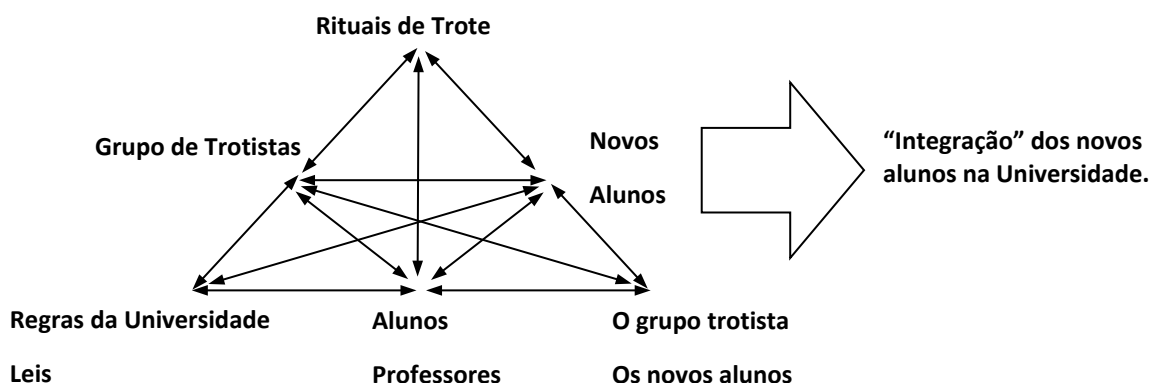 Rituais de Trote
Grupo de Trotistas
Novos
Alunos
“Integração” dos novos
alunos na Universidade.
Regras da Universidade
Leis
Alunos
Professores
O grupo trotista
Os novos alunos